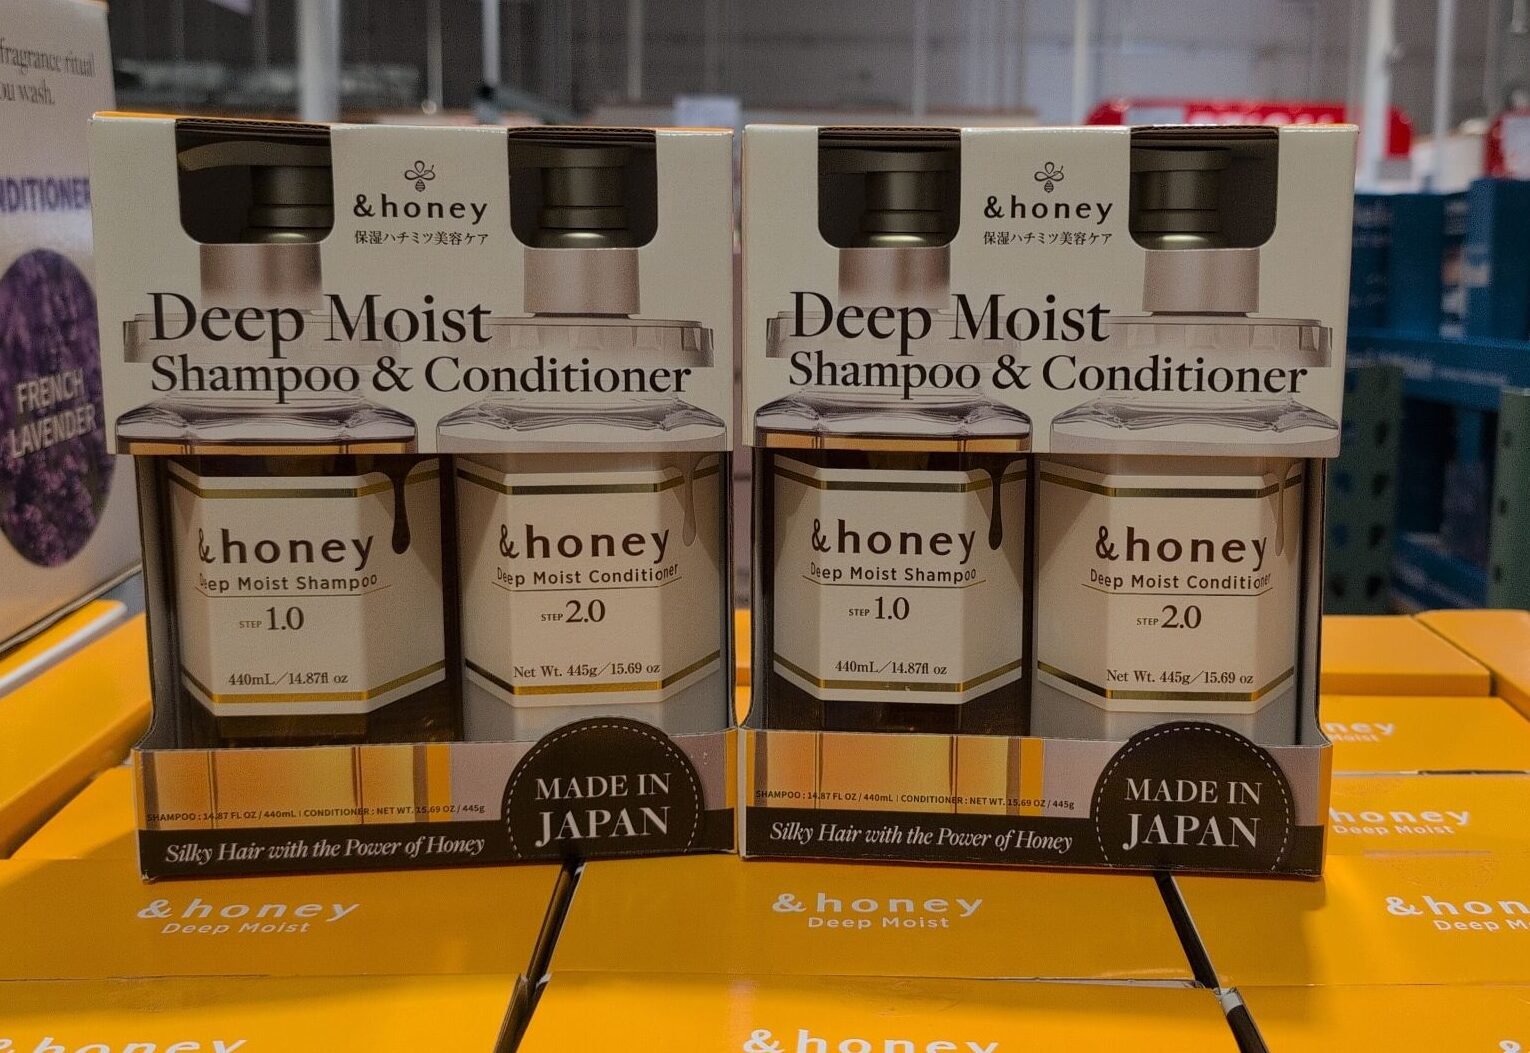 fragrance ritual
ou wash.
NDITIONER
FRENCH
LAVENDER
&honey
保湿ハチミツ美容ケア
Deep Moist
Shampoo & Conditioner
&honey
Deep Moist Shampoo
STEP 1.0
440mL/14.87fl oz
&honey
Deep Moist Conditioner
STEP 2.0
Net Wt. 445g/15.69 oz
SHAMPOO : 14.87 FL OZ / 440mL | CONDITIONER : NET WT. 15.69 OZ / 445g
Silky Hair with the Power of Honey
MADE IN
JAPAN
&honey
保湿ハチミツ美容ケア
Deep Moist
Shampoo & Conditioner
&honey
Deep Moist Shampoo
STEP 1.0
440mL/14.87fl oz
&honey
Deep Moist Conditioner
STEP 2.0
Net Wt. 445g/15.69 oz
SHAMPOO : 14.87 FL OZ / 440mL | CONDITIONER : NET WT. 15.69 OZ / 445g
Silky Hair with the Power of Honey
MADE IN
JAPAN
ney
Moist
honey
Deep Moist
&honey
Deep Moist
&honey
Deep Moist
&hon
Deep M
&honey
&honey